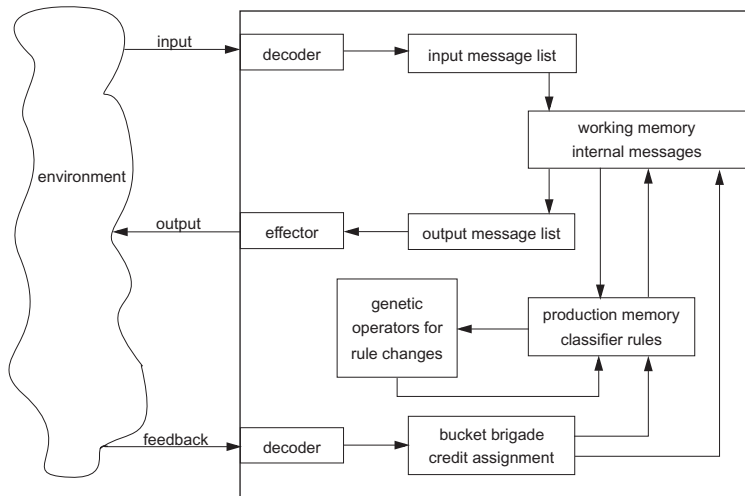 input
decoder
input message list
working memory
internal messages
environment
output
effector
output message list
genetic
operators for
rule changes
production memory
classifier rules
feedback
decoder
bucket brigade
credit assignment